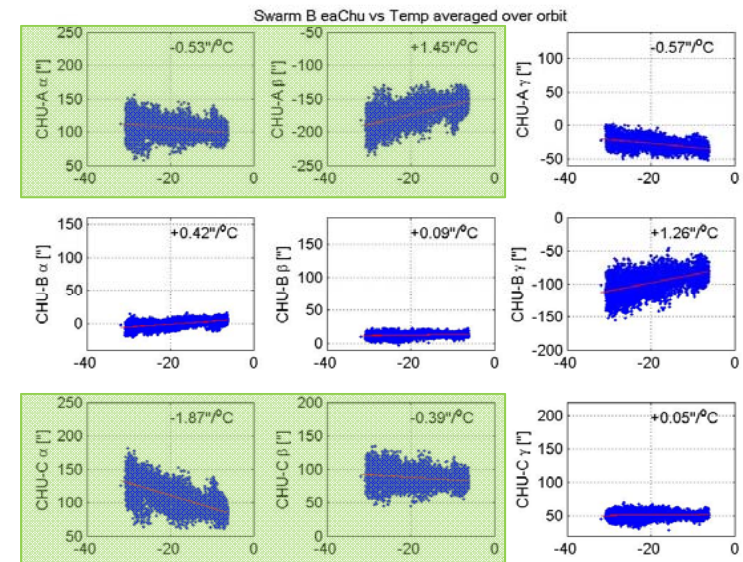 Swarm B eaChu vs Temp averaged over orbit
CHU-A α ["]
250
200
150
100
50
-40 -20 0
-0.53"/°C
CHU-A β ["]
-50
-100
-150
-200
-250
-40 -20 0
+1.45"/°C
CHU-A γ ["]
100
50
0
-50
-40 -20 0
-0.57"/°C
CHU-B α ["]
150
100
50
0
-40 -20 0
+0.42"/°C
CHU-B β ["]
150
100
50
0
-40 -20 0
+0.09"/°C
CHU-B γ ["]
0
-50
-100
-150
-200
-40 -20 0
+1.26"/°C
CHU-C α ["]
250
200
150
100
50
-40 -20 0
-1.87"/°C
CHU-C β ["]
200
150
100
50
0
-40 -20 0
-0.39"/°C
CHU-C γ ["]
200
150
100
50
-40 -20 0
+0.05"/°C